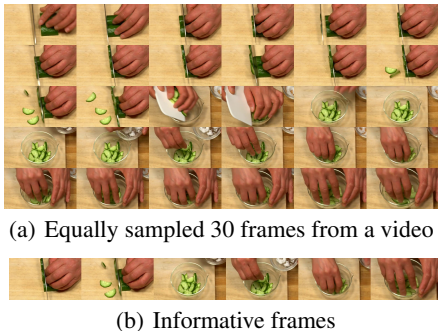 (a) Equally sampled 30 frames from a video
(b) Informative frames